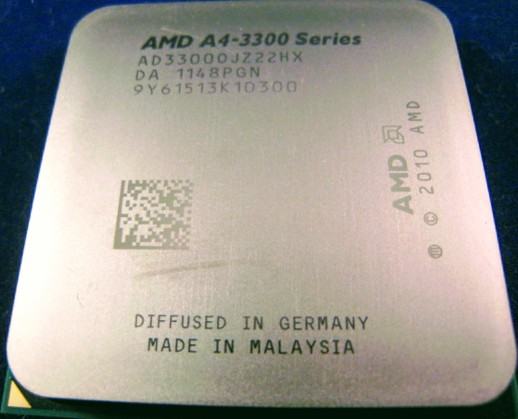 AMD A4-3300 Series
AD3300OJZ22HX
DA 1148PGN
9Y61513K10300
AMD
© 2010 AMD
DIFFUSED IN GERMANY
MADE IN MALAYSIA